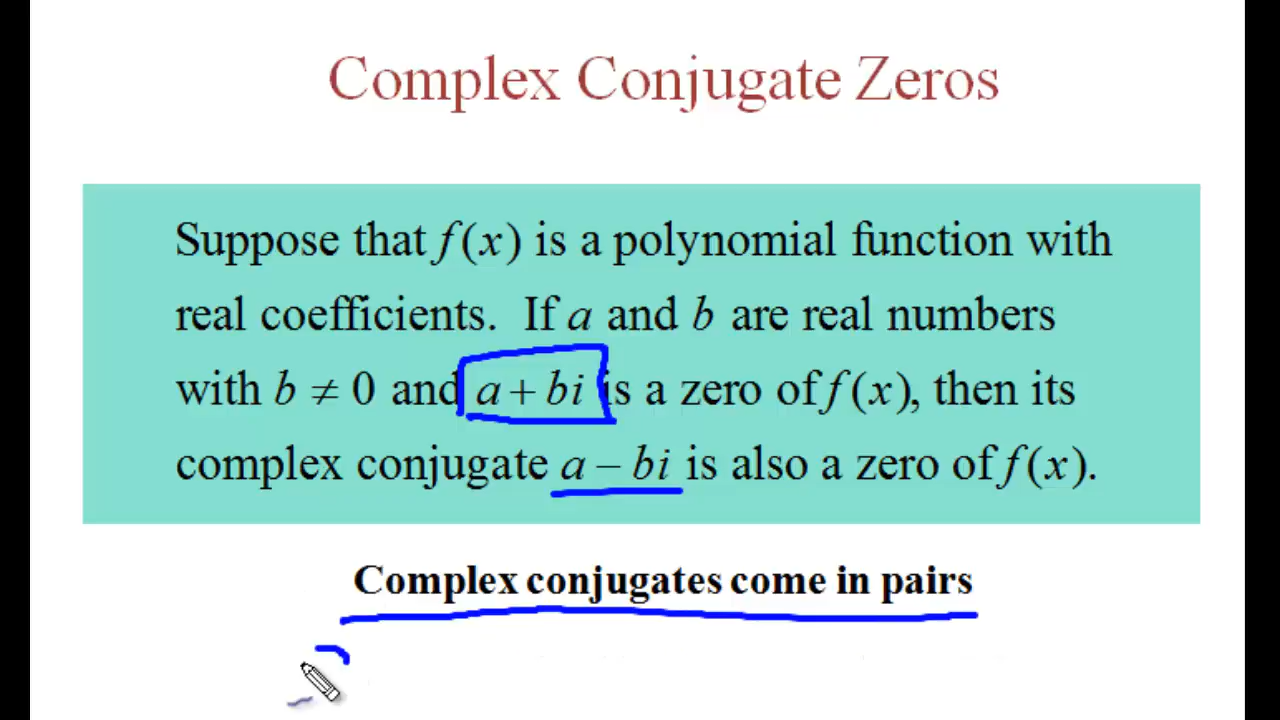 Complex Conjugate Zeros
Suppose that f(x) is a polynomial function with
real coefficients. If a and b are real numbers
with b ≠ 0 and a + bi is a zero of f(x), then its
complex conjugate a − bi is also a zero of f(x).
Complex conjugates come in pairs